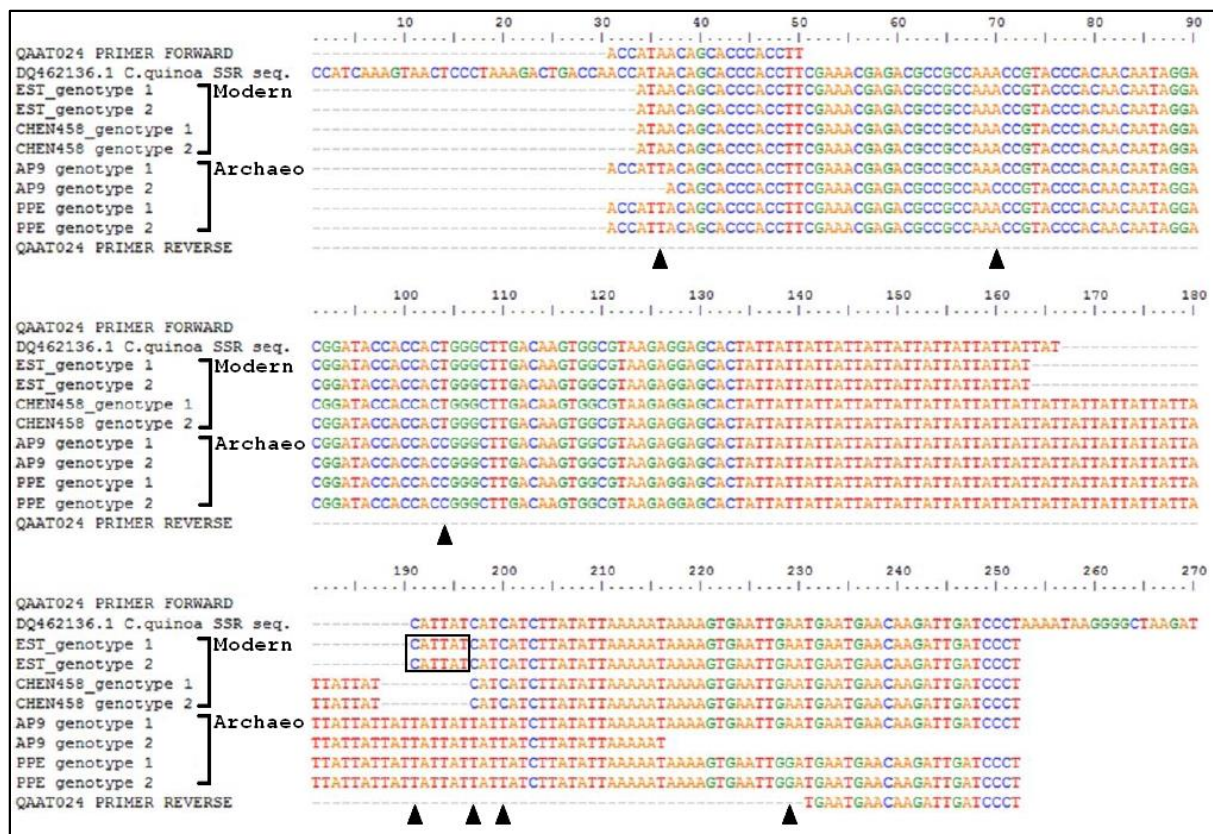 10 20 30 40 50 60 70 80 90
QAAT024 PRIMER FORWARD ACCATAACAGCACCCACCTT
DQ462136.1 C.quinoa SSR seq. CCATCAAAGTAACTCCCTAAAGACTGACCAACCATAACAGCACCCACCTTCGAAACGAGACGCCGCCAAACCGTACCCACAACAATAGGA
EST_genotype 1 Modern ATAACAGCACCCACCTTCGAAACGAGACGCCGCCAAACCGTACCCACAACAATAGGA
EST_genotype 2 ATAACAGCACCCACCTTCGAAACGAGACGCCGCCAAACCGTACCCACAACAATAGGA
CHEN458_genotype 1 ATAACAGCACCCACCTTCGAAACGAGACGCCGCCAAACCGTACCCACAACAATAGGA
CHEN458_genotype 2 ATAACAGCACCCACCTTCGAAACGAGACGCCGCCAAACCGTACCCACAACAATAGGA
AP9 genotype 1 Archaeo ACCATTACAGCACCCACCTTCGAAACGAGACGCCGCCAAACCGTACCCACAACAATAGGA
AP9 genotype 2 ACAGCACCCACCTTCGAAACGAGACGCCGCCAACCCGTACCCACAACAATAGGA
PPE genotype 1 ACCATTACAGCACCCACCTTCGAAACGAGACGCCGCCAAACCGTACCCACAACAATAGGA
PPE genotype 2 ACCATTACAGCACCCACCTTCGAAACGAGACGCCGCCAAACCGTACCCACAACAATAGGA
QAAT024 PRIMER REVERSE
100 110 120 130 140 150 160 170 180
QAAT024 PRIMER FORWARD
DQ462136.1 C.quinoa SSR seq. CGGATACCACCACTGGGCTTGACAAGTGGCGTAAGAGGAGCACTATTATTATTATTATTATTATTATTATTATTAT
EST_genotype 1 Modern CGGATACCACCACTGGGCTTGACAAGTGGCGTAAGAGGAGCACTATTATTATTATTATTATTATTATTATTAT
EST_genotype 2 CGGATACCACCACTGGGCTTGACAAGTGGCGTAAGAGGAGCACTATTATTATTATTATTATTATTATTATTAT
CHEN458_genotype 1 CGGATACCACCACTGGGCTTGACAAGTGGCGTAAGAGGAGCACTATTATTATTATTATTATTATTATTATTATTATTATTATTATTATTA
CHEN458_genotype 2 CGGATACCACCACTGGGCTTGACAAGTGGCGTAAGAGGAGCACTATTATTATTATTATTATTATTATTATTATTATTATTATTATTATTA
AP9 genotype 1 Archaeo CGGATACCACCACCGGGCTTGACAAGTGGCGTAAGAGGAGCACTATTATTATTATTATTATTATTATTATTATTATTATTATTATTATTA
AP9 genotype 2 CGGATACCACCACCGGGCTTGACAAGTGGCGTAAGAGGAGCACTATTATTATTATTATTATTATTATTATTATTATTATTATTATTATTA
PPE genotype 1 CGGATACCACCACCGGGCTTGACAAGTGGCGTAAGAGGAGCACTATTATTATTATTATTATTATTATTATTATTATTATTATTATTATTA
PPE genotype 2 CGGATACCACCACCGGGCTTGACAAGTGGCGTAAGAGGAGCACTATTATTATTATTATTATTATTATTATTATTATTATTATTATTATTA
QAAT024 PRIMER REVERSE
190 200 210 220 230 240 250 260 270
QAAT024 PRIMER FORWARD
DQ462136.1 C.quinoa SSR seq. CATTATCATCATCTTATATTAAAAATAAAAGTGAATTGAATGAATGAACAAGATTGATCCCTAAAATAAGGGGCTAAGAT
EST_genotype 1 Modern CATTATCATCATCTTATATTAAAAATAAAAGTGAATTGAATGAATGAACAAGATTGATCCCT
EST_genotype 2 CATTATCATCATCTTATATTAAAAATAAAAGTGAATTGAATGAATGAACAAGATTGATCCCT
CHEN458_genotype 1 TTATTAT---------CATCATCTTATATTAAAAATAAAAGTGAATTGAATGAATGAACAAGATTGATCCCT
CHEN458_genotype 2 TTATTAT---------CATCATCTTATATTAAAAATAAAAGTGAATTGAATGAATGAACAAGATTGATCCCT
AP9 genotype 1 Archaeo TTATTATTATTATTATTATTATCTTATATTAAAAATAAAAGTGAATTGAATGAATGAACAAGATTGATCCCT
AP9 genotype 2 TTATTATTATTATTATTATTATCTTATATTAAAAAT
PPE genotype 1 TTATTATTATTATTATTATTATCTTATATTAAAAATAAAAGTGAATTGGATGAATGAACAAGATTGATCCCT
PPE genotype 2 TTATTATTATTATTATTATTATCTTATATTAAAAATAAAAGTGAATTGGATGAATGAACAAGATTGATCCCT
QAAT024 PRIMER REVERSE TGAATGAACAAGATTGATCCCT